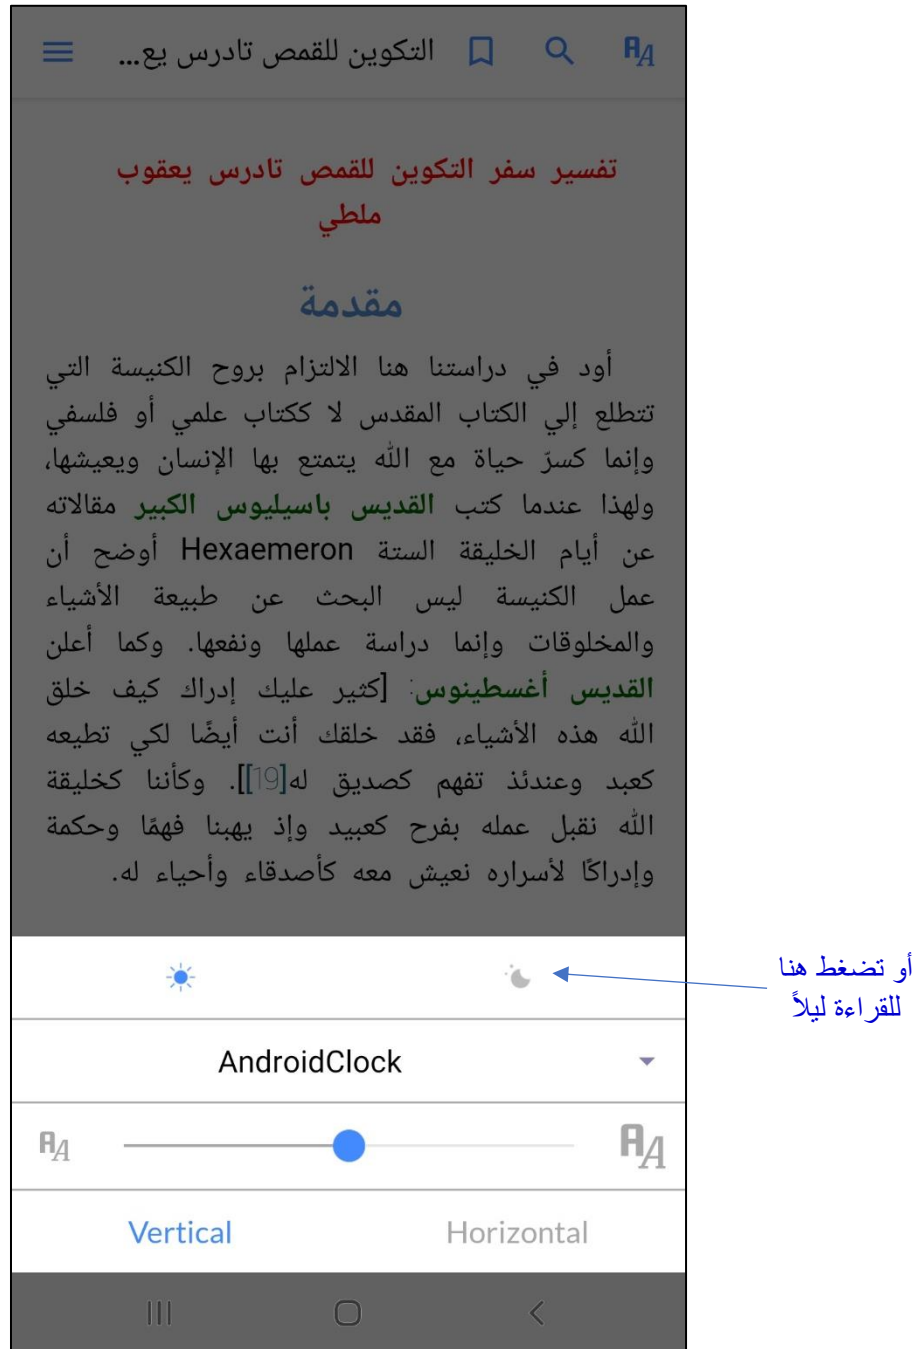 التكوين للقمص تادرس يع...
تفسير سفر التكوين للقمص تادرس يعقوب
ملطي
مقدمة
أود في دراستنا هنا الالتزام بروح الكنيسة التي
تتطلع إلي الكتاب المقدس لا ككتاب علمي أو فلسفي
وإنما كسرّ حياة مع الله يتمتع بها الإنسان ويعيشها،
ولهذا عندما كتب القديس باسيليوس الكبير مقالاته
عن أيام الخليقة الستة Hexaemeron أوضح أن
عمل الكنيسة ليس البحث عن طبيعة الأشياء
والمخلوقات وإنما دراسة عملها ونفعها. وكما أعلن
القديس أغسطينوس: [كثير عليك إدراك كيف خلق
الله هذه الأشياء، فقد خلقك أنت أيضًا لكي تطيعه
كعبد وعندئذ تفهم كصديق له[19]]. وكأننا كخليقة
الله نقبل عمله بفرح كعبيد وإذ يهبنا فهمًا وحكمة
وإدراكًا لأسراره نعيش معه كأصدقاء وأحياء له.
أو تضغط هنا
للقراءة ليلاً
AndroidClock
Vertical Horizontal